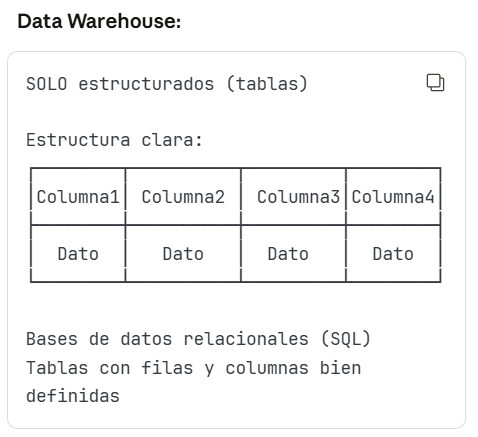 Data Warehouse:
SOLO estructurados (tablas)
Estructura clara:
Columna1 Columna2 Columna3 Columna4
Dato Dato Dato Dato
Bases de datos relacionales (SQL)
Tablas con filas y columnas bien
definidas